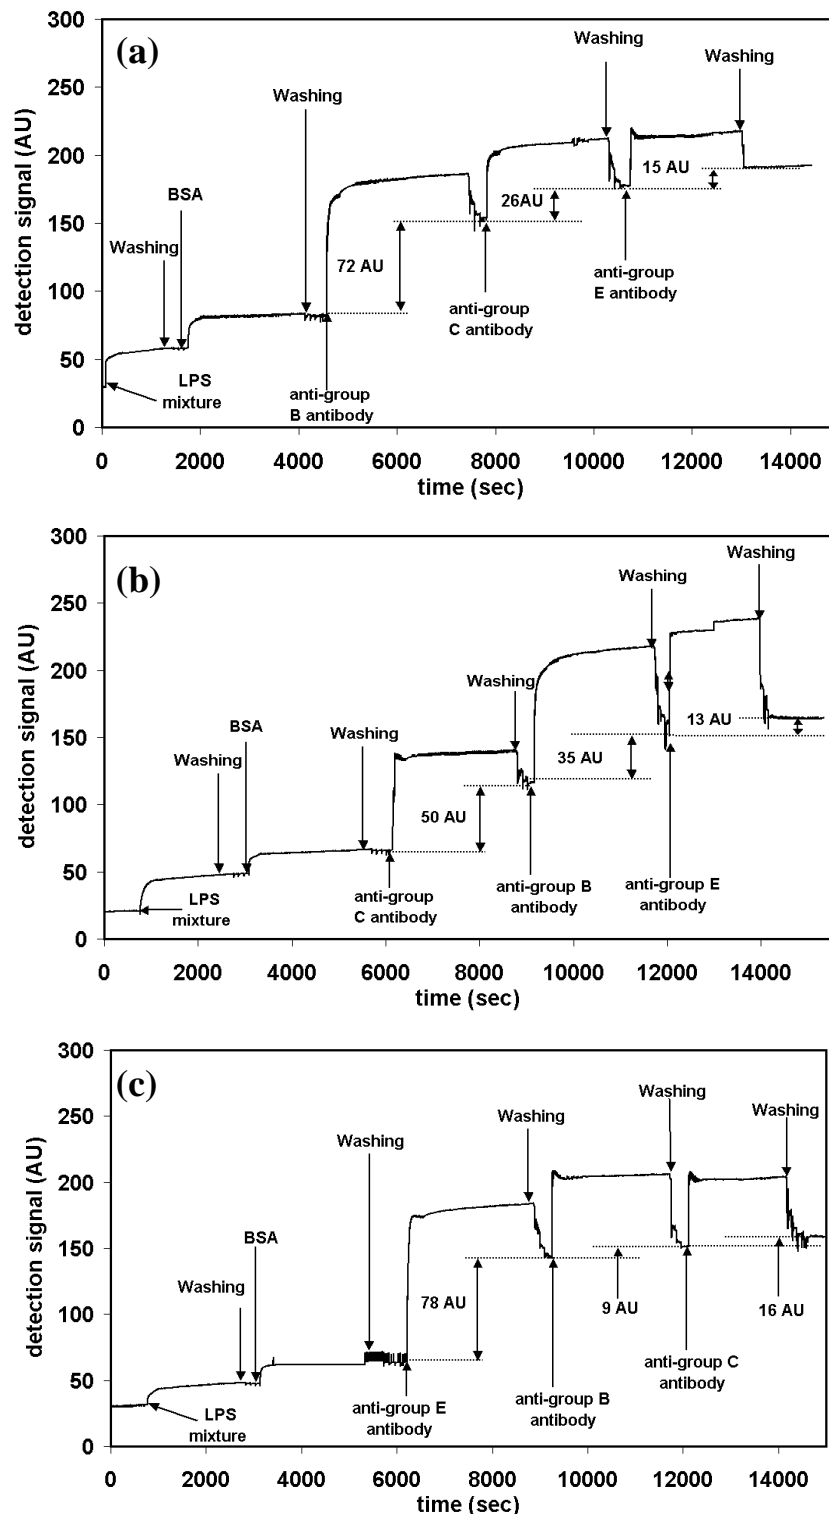 (a)
300
250
200
150
100
50
0
detection signal (AU)
Washing
Washing
BSA
Washing
Washing
15 AU
26AU
72 AU
anti-group
E antibody
anti-group
C antibody
LPS
mixture
anti-group
B antibody
0
2000
4000
6000
8000
10000
12000
14000
time (sec)
(b)
300
250
200
150
100
50
0
detection signal (AU)
Washing
Washing
Washing
BSA
Washing
Washing
13 AU
35 AU
50 AU
anti-group
C antibody
anti-group B
antibody
anti-group E
antibody
LPS
mixture
0
2000
4000
6000
8000
10000
12000
14000
time (sec)
(c)
300
250
200
150
100
50
0
detection signal (AU)
Washing
Washing
Washing
Washing
BSA
Washing
78 AU
9 AU
16 AU
anti-group C
antibody
LPS
mixture
anti-group E
antibody
anti-group B
antibody
0
2000
4000
6000
8000
10000
12000
14000
time (sec)